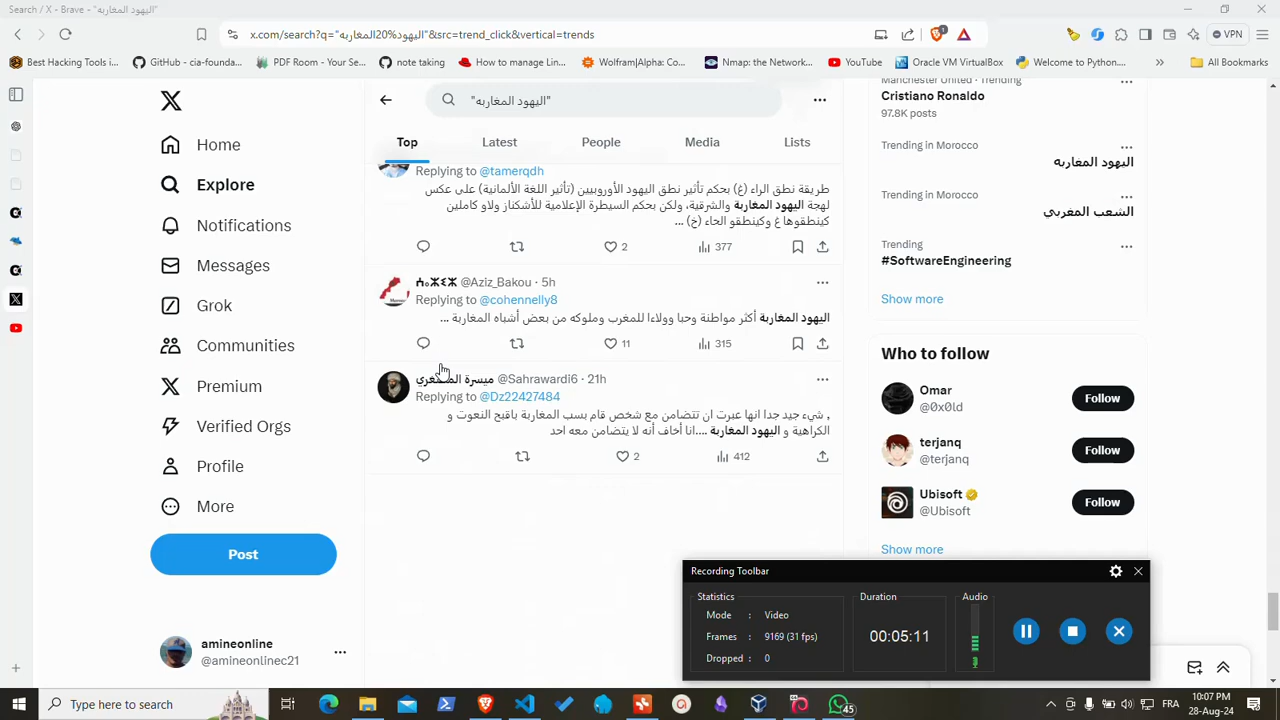 Search / X - Brave - "اليهود المغاربه"
x.com/search?q="اليهود%20المغاربه"&src=trend_click&vertical=trends
VPN
Best Hacking Tools i...
GitHub - cia-founda...
PDF Room - Your Se...
note taking
How to manage Lin...
Wolfram|Alpha: Co...
Nmap: the Network...
YouTube
Oracle VM VirtualBox
Welcome to Python....
All Bookmarks
Home
Explore
Notifications
Messages
Grok
Communities
Premium
Verified Orgs
Profile
More
Post
amineonline
@amineonlinec21
"اليهود المغاربه"
Top
Latest
People
Media
Lists
Replying to @tamerqdh
طريقة نطق الراء (غ) بحكم تأثير نطق اليهود الأوروبيين (تأثير اللغة الألمانية) على عكس
لهجة اليهود المغاربة والشرقية، ولكن بحكم السيطرة الإعلامية للأشكناز ولاو كاملين
كينطقوها غ وكينطقو الحاء (خ) ...
2
377
ⵄⴰⵣⵉⵣ @Aziz_Bakou · 5h
Replying to @cohennelly8
اليهود المغاربة أكثر مواطنة وحبا وولاءا للمغرب وملوكه من بعض أشباه المغاربة ...
11
315
ميسرة @Sahrawardi6 · 21h
Replying to @Dz22427484
, شيء جيد جدا انها عبرت ان تتضامن مع شخص قام بسب المغاربة باقبح النعوت و
الكراهية و اليهود المغاربة ....انا أخاف أنه لا يتضامن معه احد
2
412
Manchester United · Trending
Cristiano Ronaldo
97.8K posts
Trending in Morocco
اليهود المغاربه
Trending in Morocco
الشعب المغربي
Trending
#SoftwareEngineering
Show more
Who to follow
Omar
@0x0ld
Follow
terjanq
@terjanq
Follow
Ubisoft
@Ubisoft
Follow
Show more
Recording Toolbar
Statistics
Mode : Video
Frames : 9169 (31 fps)
Dropped : 0
Duration
00:05:11
Audio
Type here to search
45
FRA
10:07 PM
28-Aug-24